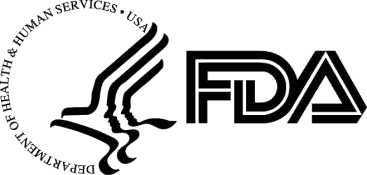 DEPARTMENT OF HEALTH & HUMAN SERVICES • USA
FDA